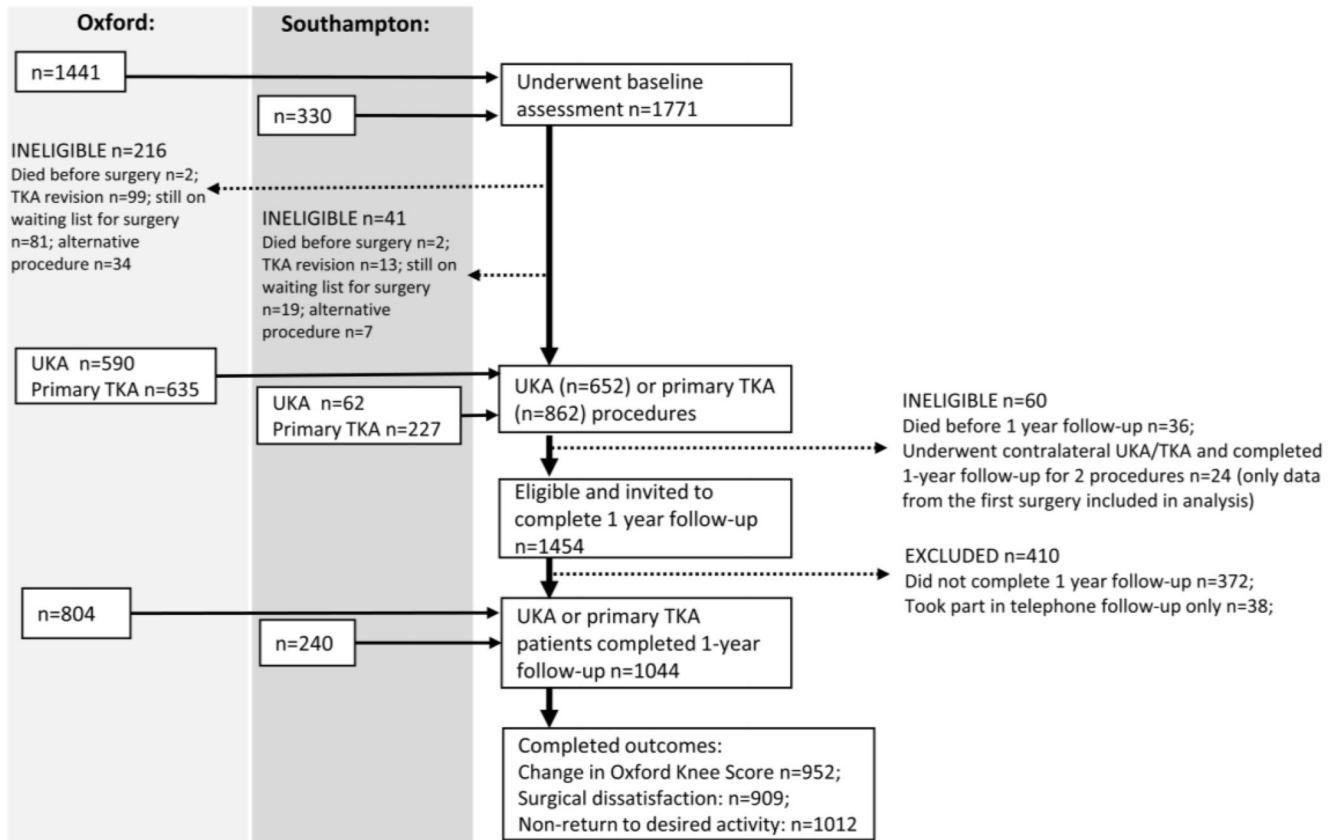 Oxford:
Southampton:
n=1441
Underwent baseline
assessment n=1771
n=330
INELIGIBLE n=216
Died before surgery n=2;
TKA revision n=99; still on
waiting list for surgery
n=81; alternative
procedure n=34
INELIGIBLE n=41
Died before surgery n=2;
TKA revision n=13; still on
waiting list for surgery
n=19; alternative
procedure n=7
UKA n=590
Primary TKA n=635
UKA n=62
Primary TKA n=227
UKA (n=652) or primary TKA
(n=862) procedures
INELIGIBLE n=60
Died before 1 year follow-up n=36;
Underwent contralateral UKA/TKA and completed
1-year follow-up for 2 procedures n=24 (only data
from the first surgery included in analysis)
Eligible and invited to
complete 1 year follow-up
n=1454
EXCLUDED n=410
Did not complete 1 year follow-up n=372;
Took part in telephone follow-up only n=38;
n=804
n=240
UKA or primary TKA
patients completed 1-year
follow-up n=1044
Completed outcomes:
Change in Oxford Knee Score n=952;
Surgical dissatisfaction: n=909;
Non-return to desired activity: n=1012